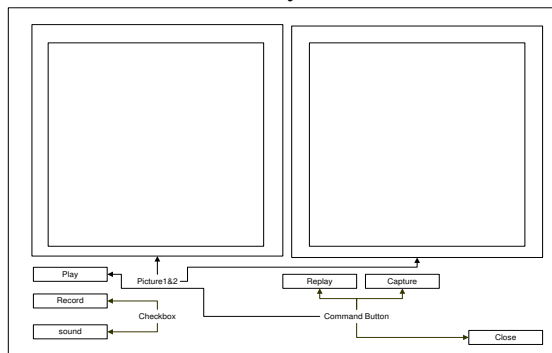 Play
Picture1&2
Replay
Capture
Record
Checkbox
Command Button
sound
Close